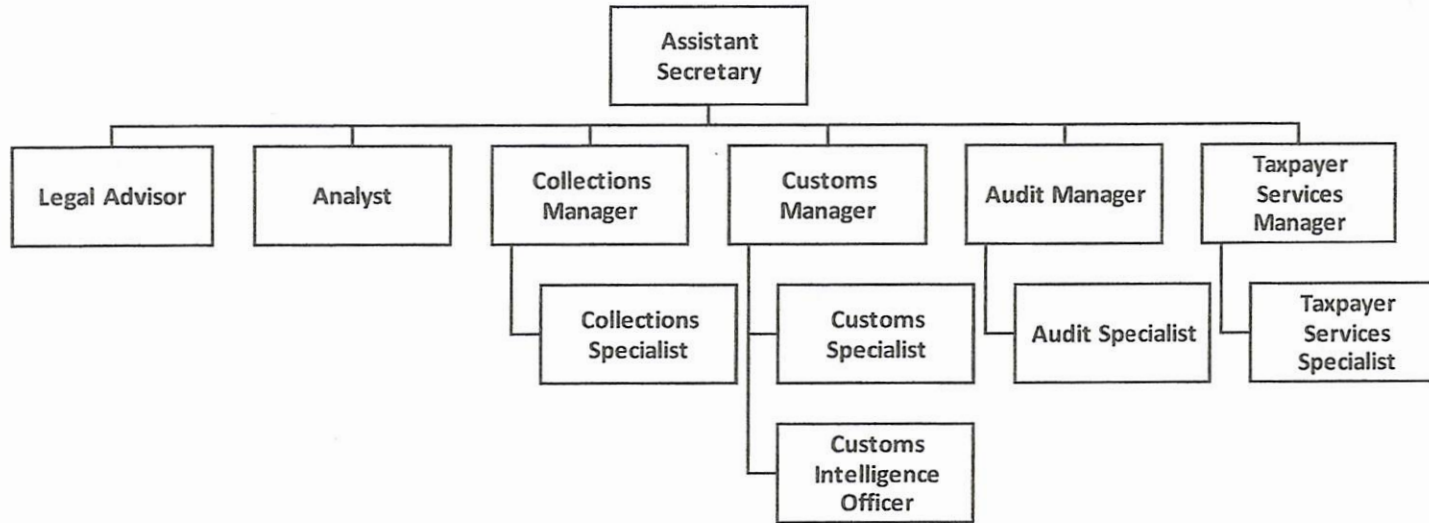 Assistant
Secretary
Legal Advisor
Analyst
Collections
Manager
Customs
Manager
Audit Manager
Taxpayer
Services
Manager
Collections
Specialist
Customs
Specialist
Audit Specialist
Taxpayer
Services
Specialist
Customs
Intelligence
Officer